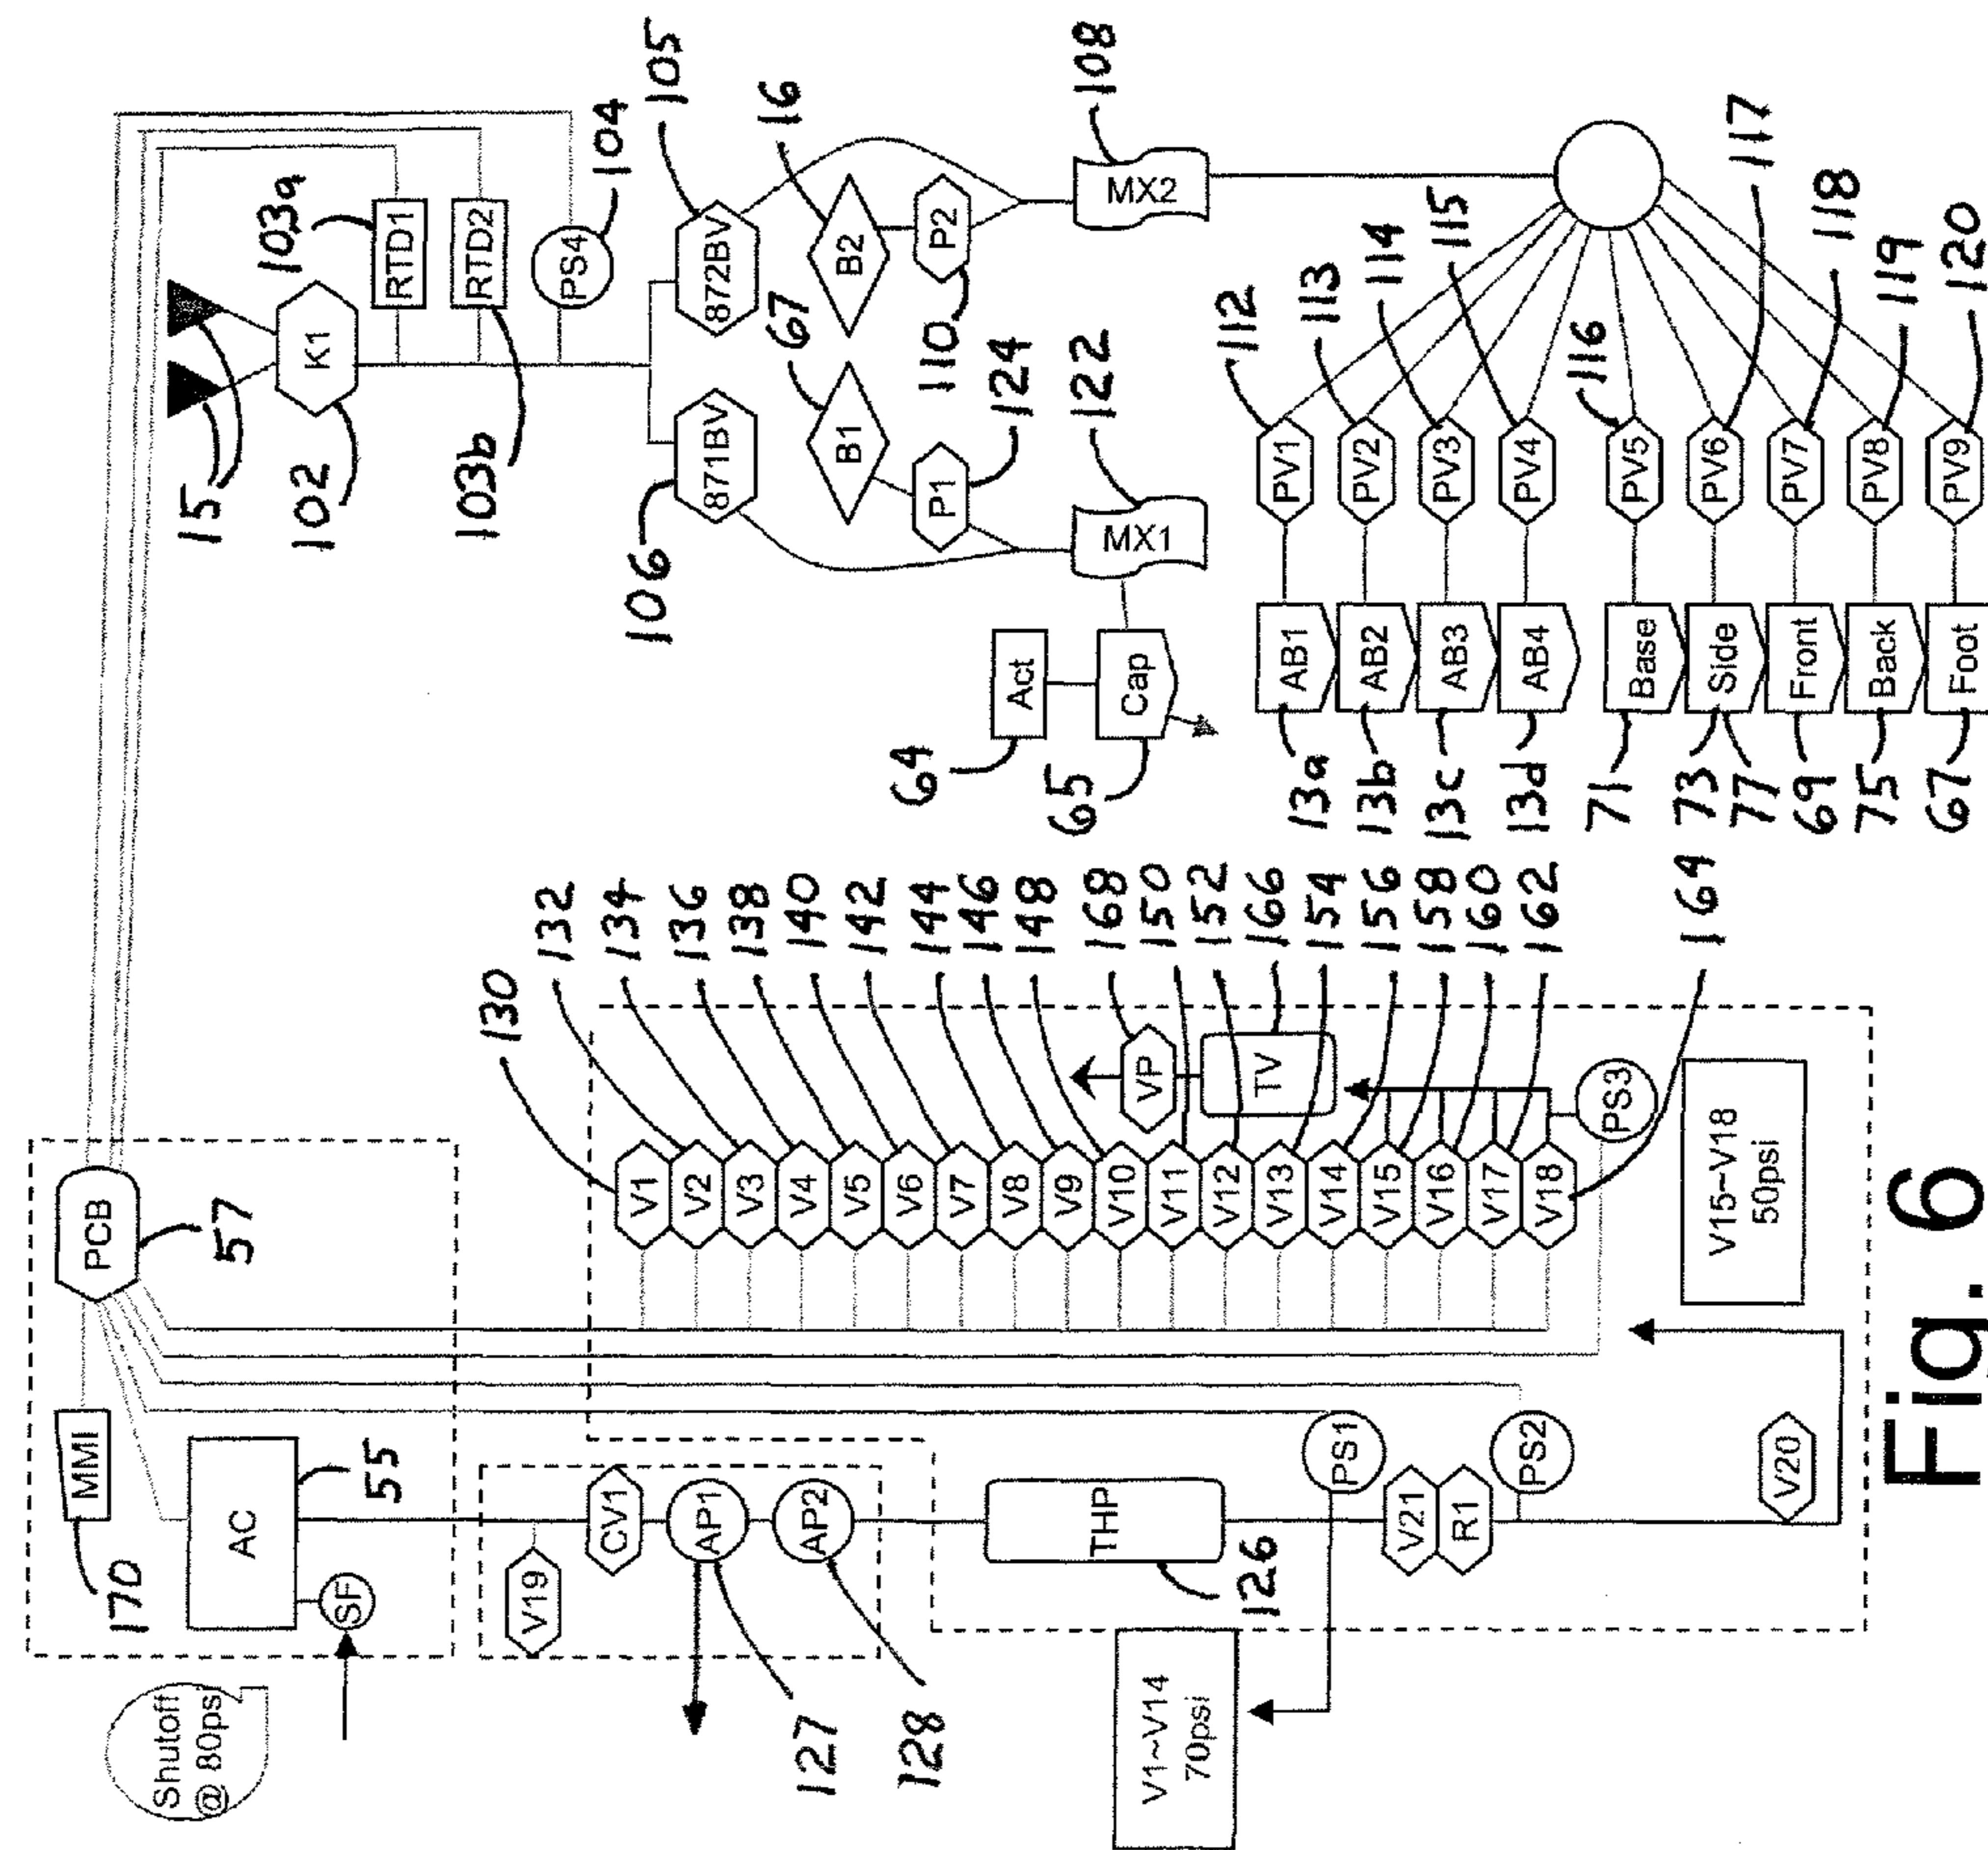 Shutoff
@ 80psi
SF
AC
55
MMI
170
PCB
57
V19
CV1
AP1
127
AP2
128
THP
126
V1~V14
70psi
PS1
V21
R1
PS2
V20
V1
130
V2
132
V3
134
V4
136
V5
138
V6
140
V7
142
V8
144
V9
146
V10
148
V11
150
V12
152
V13
154
V14
156
V15
158
V16
160
V17
162
V18
164
VP
168
TV
166
PS3
V15~V18
50psi
15
K1
102
RTD1
103a
RTD2
103b
PS4
104
871BV
106
872BV
105
B1
67
B2
16
P1
124
P2
110
MX1
122
MX2
108
Act
64
Cap
65
AB1
13a
PV1
112
AB2
13b
PV2
113
AB3
13c
PV3
114
AB4
13d
PV4
115
Base
71
PV5
116
Side
73
77
PV6
117
Front
69
PV7
118
Back
75
PV8
119
Foot
67
PV9
120
Fig. 6